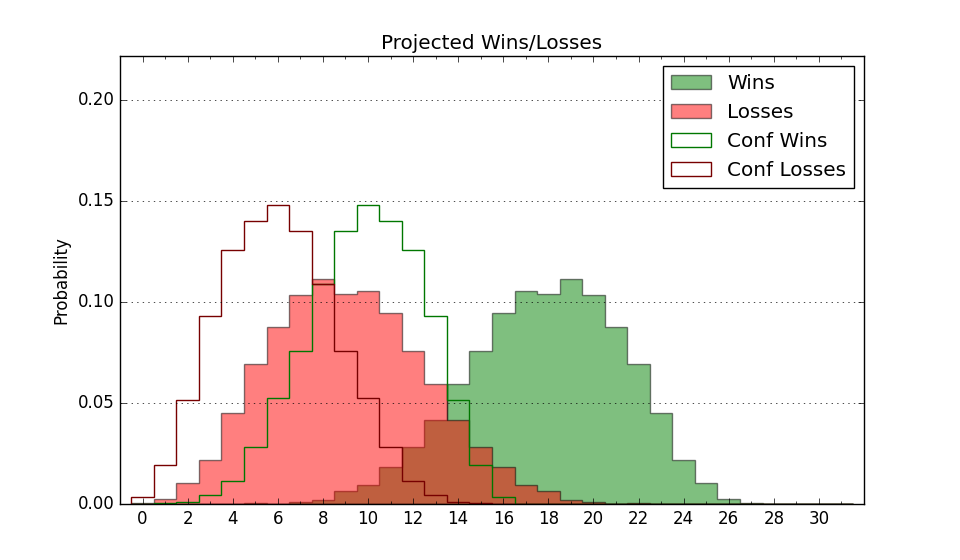 Projected Wins/Losses
Probability
0.20
0.15
0.10
0.05
0.00
0 2 4 6 8 10 12 14 16 18 20 22 24 26 28 30
Wins
Losses
Conf Wins
Conf Losses